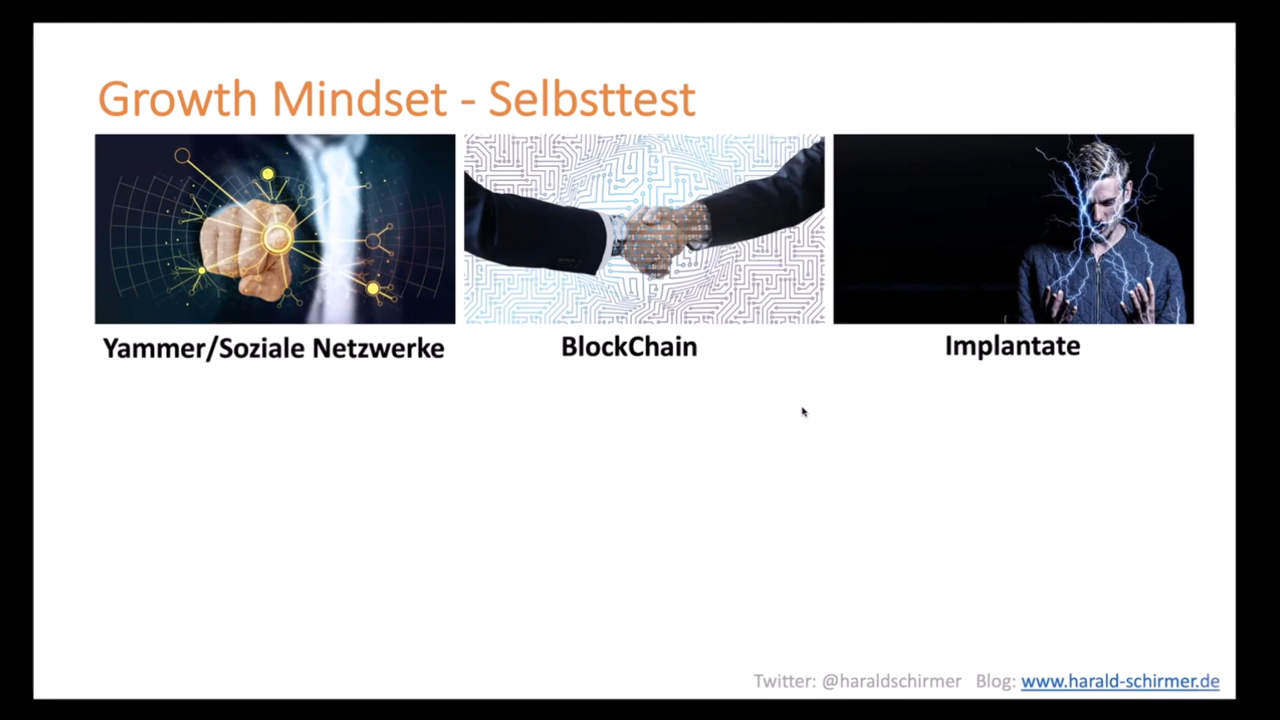 Growth Mindset - Selbsttest
Yammer/Soziale Netzwerke
BlockChain
Implantate
Twitter: @haraldschirmer Blog: www.harald-schirmer.de